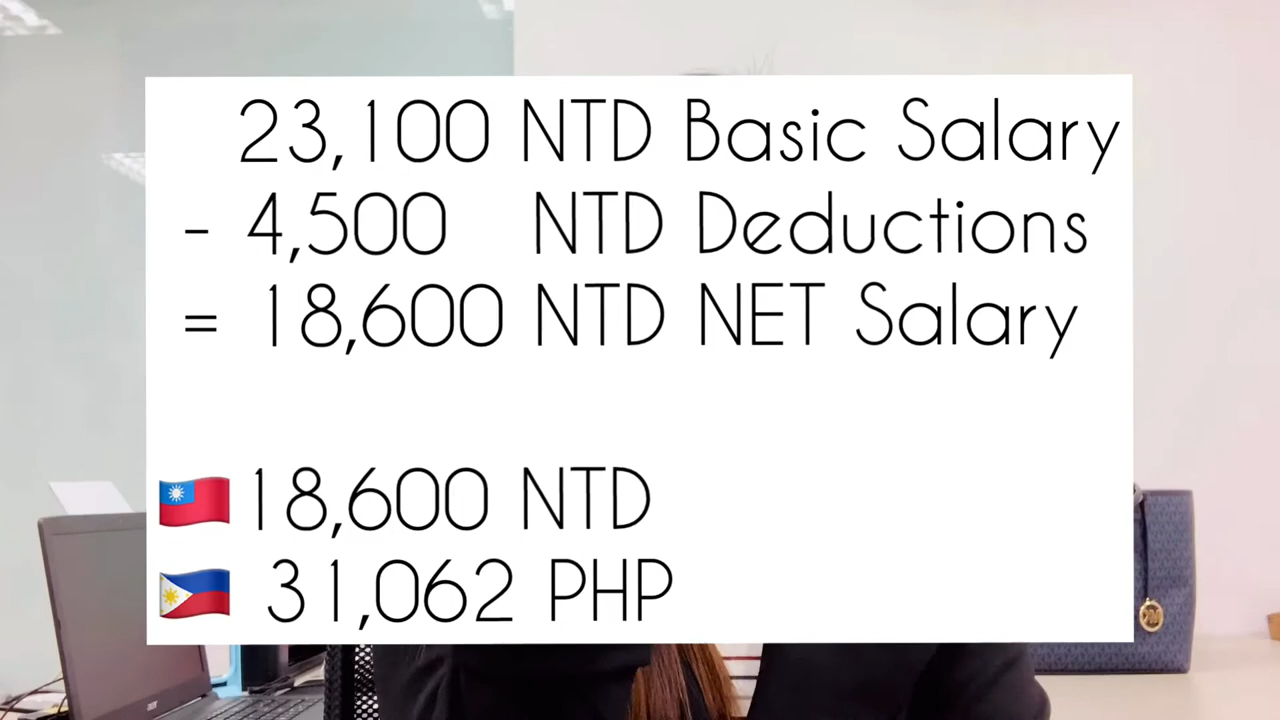 23,100 NTD Basic Salary
- 4,500 NTD Deductions
= 18,600 NTD NET Salary
18,600 NTD
31,062 PHP